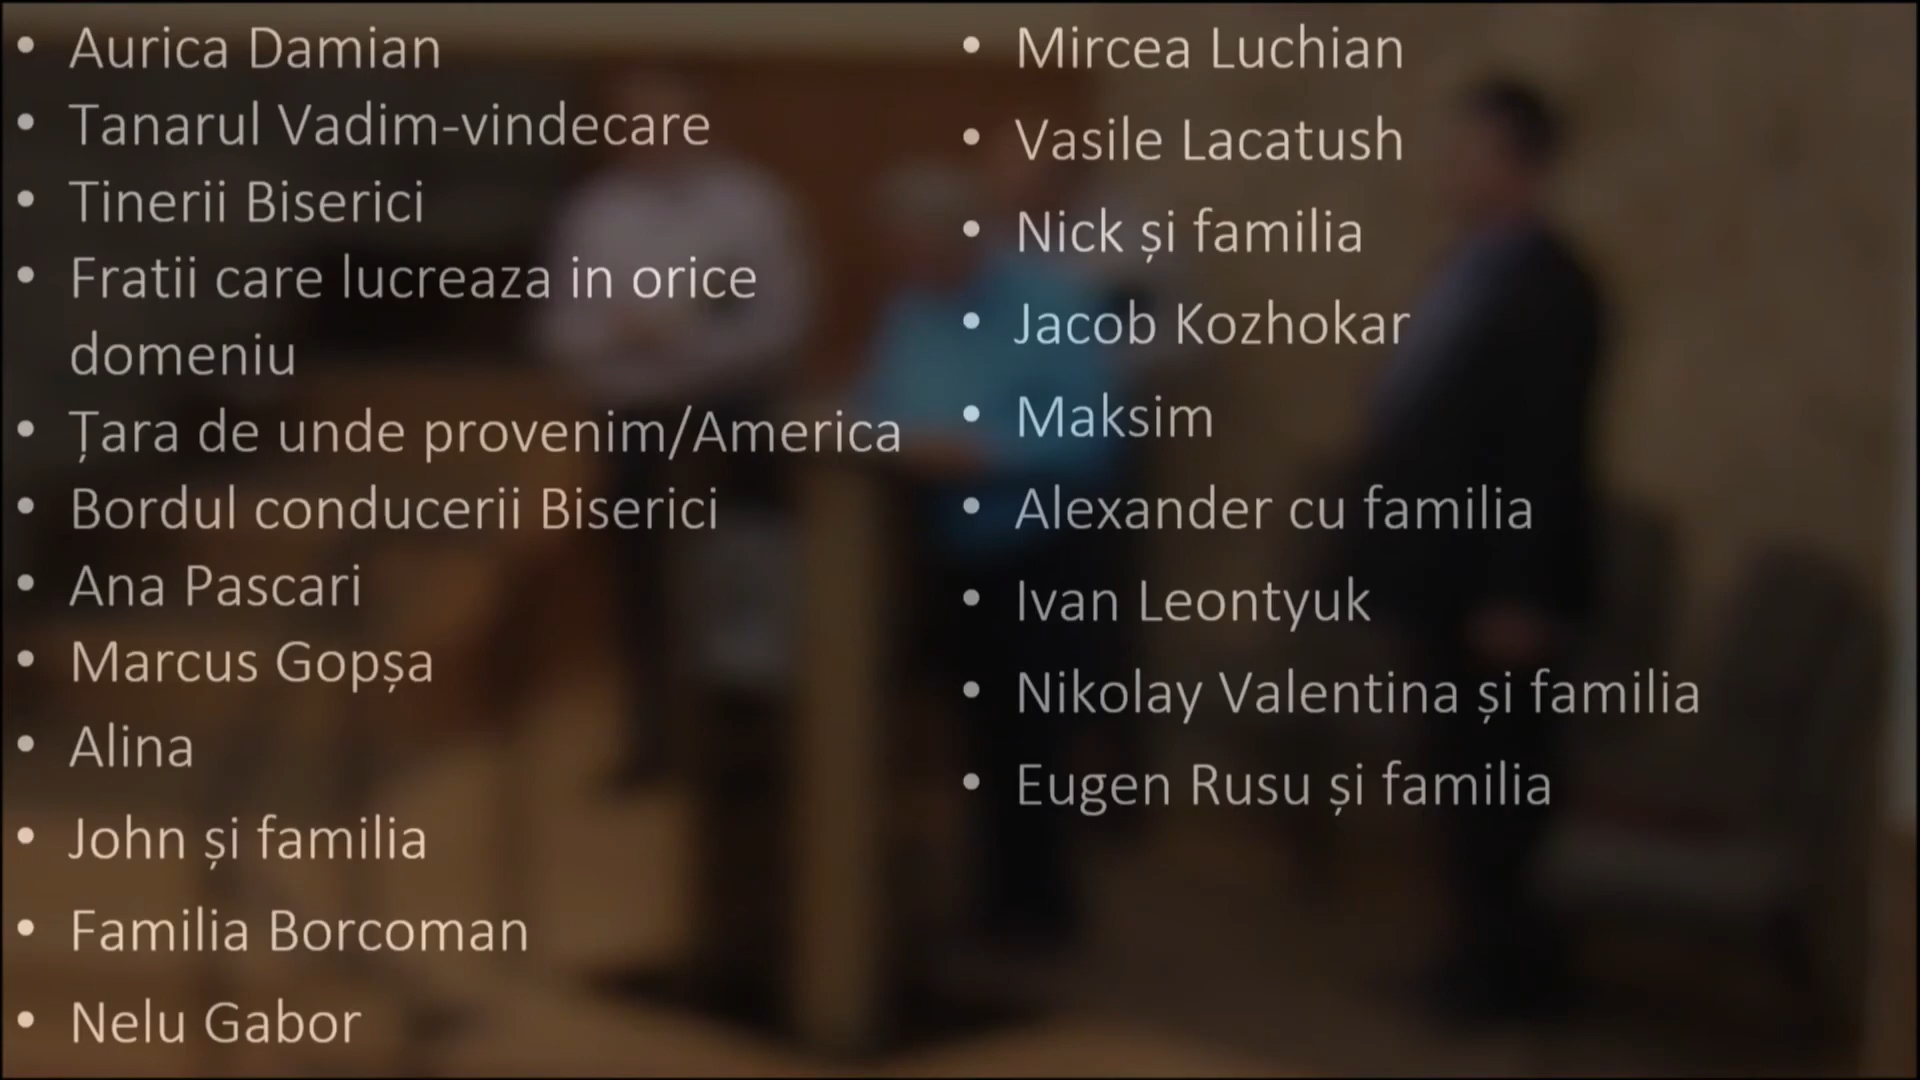 • Aurica Damian
• Tanarul Vadim-vindecare
• Tinerii Biserici
• Fratii care lucreaza in orice
domeniu
• Țara de unde provenim/America
• Bordul conducerii Biserici
• Ana Pascari
• Marcus Gopșa
• Alina
• John și familia
• Familia Borcoman
• Nelu Gabor
• Mircea Luchian
• Vasile Lacatush
• Nick și familia
• Jacob Kozhokar
• Maksim
• Alexander cu familia
• Ivan Leontyuk
• Nikolay Valentina și familia
• Eugen Rusu și familia